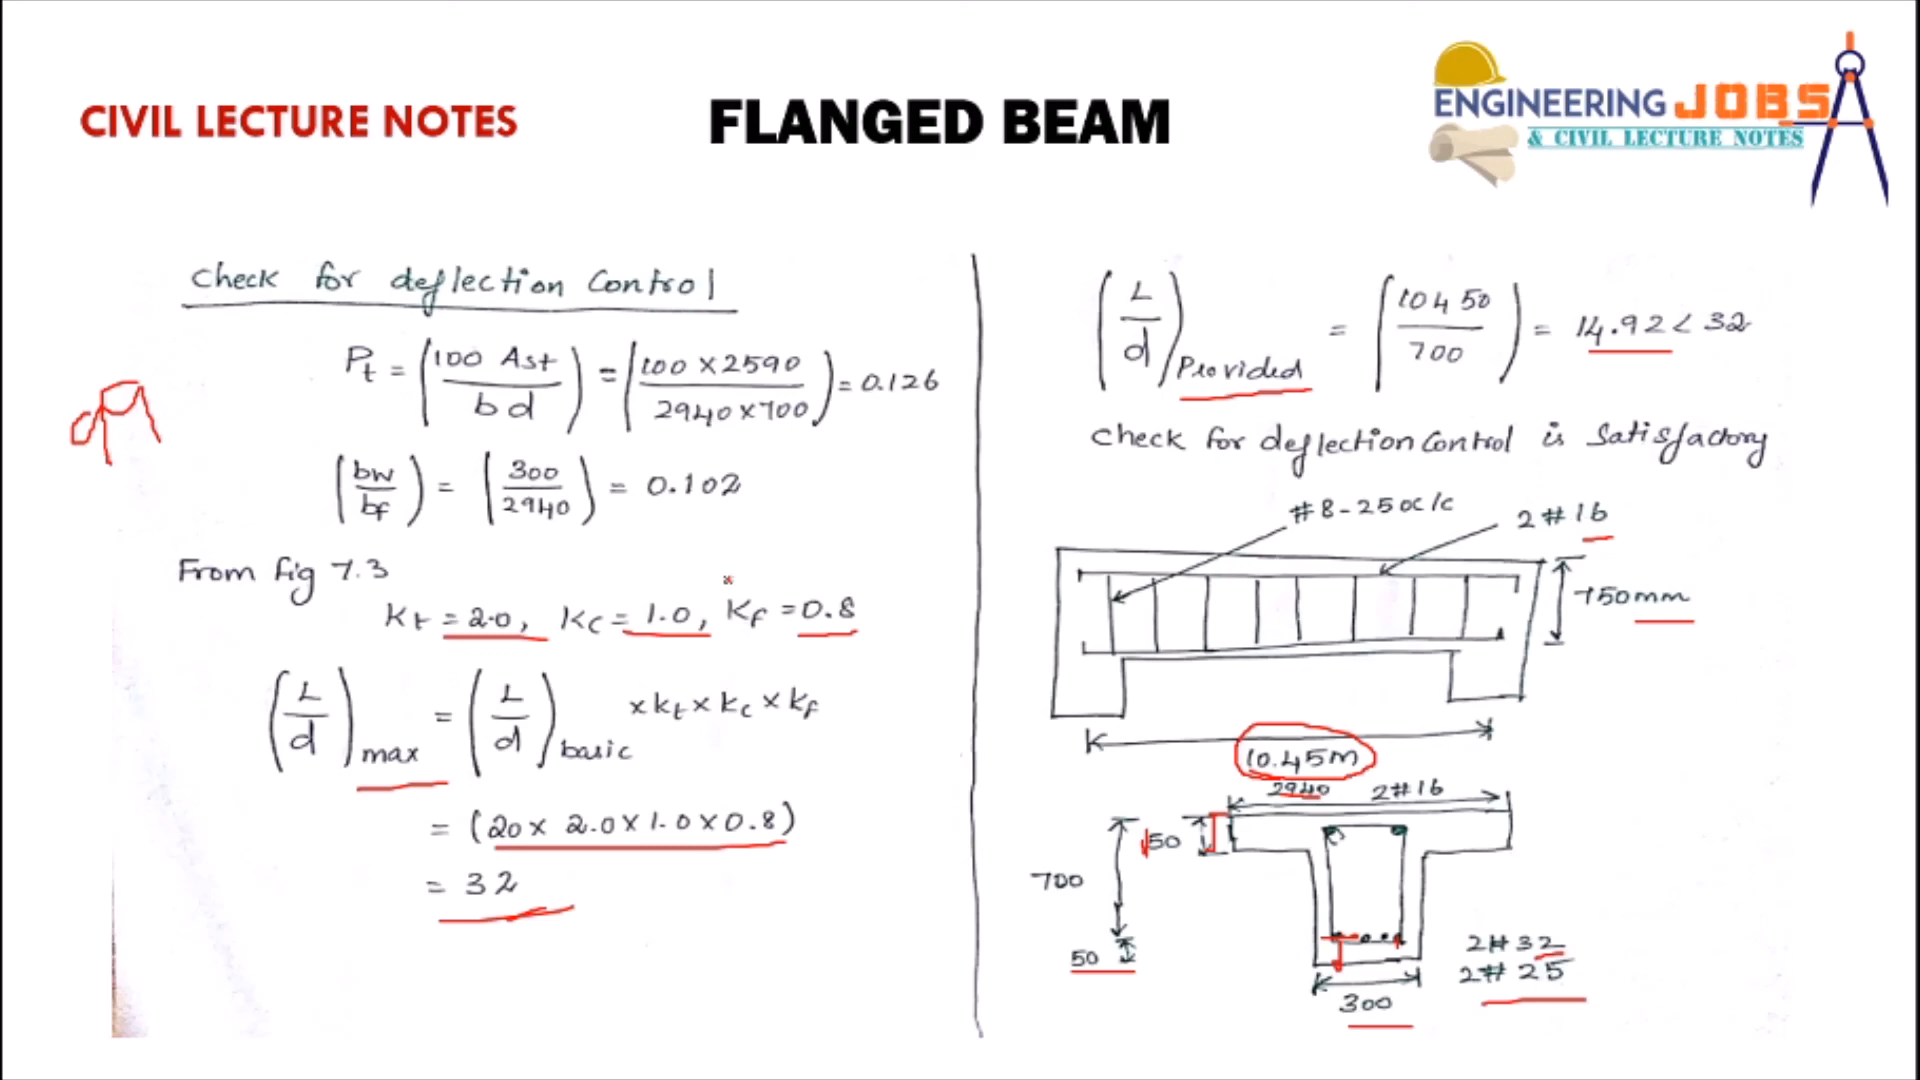 CIVIL LECTURE NOTES
FLANGED BEAM
ENGINEERING JOBS
& CIVIL LECTURE NOTES
Check for deflection Control
Pt = (100 Ast / bd) = (100 × 2590 / 2940 × 700) = 0.126
(bw / bf) = (300 / 2940) = 0.102
From fig 7.3
Kt = 2.0, Kc = 1.0, Kf = 0.8
(L / d) max = (L / d) basic × kt × kc × kf
= (20 × 2.0 × 1.0 × 0.8)
= 32
(L / d) Provided = (10450 / 700) = 14.92 < 32
Check for deflection Control is Satisfactory
#8-250c/c
2#16
750mm
10.45m
2940
2#16
150
700
50
2#32
2#25
300